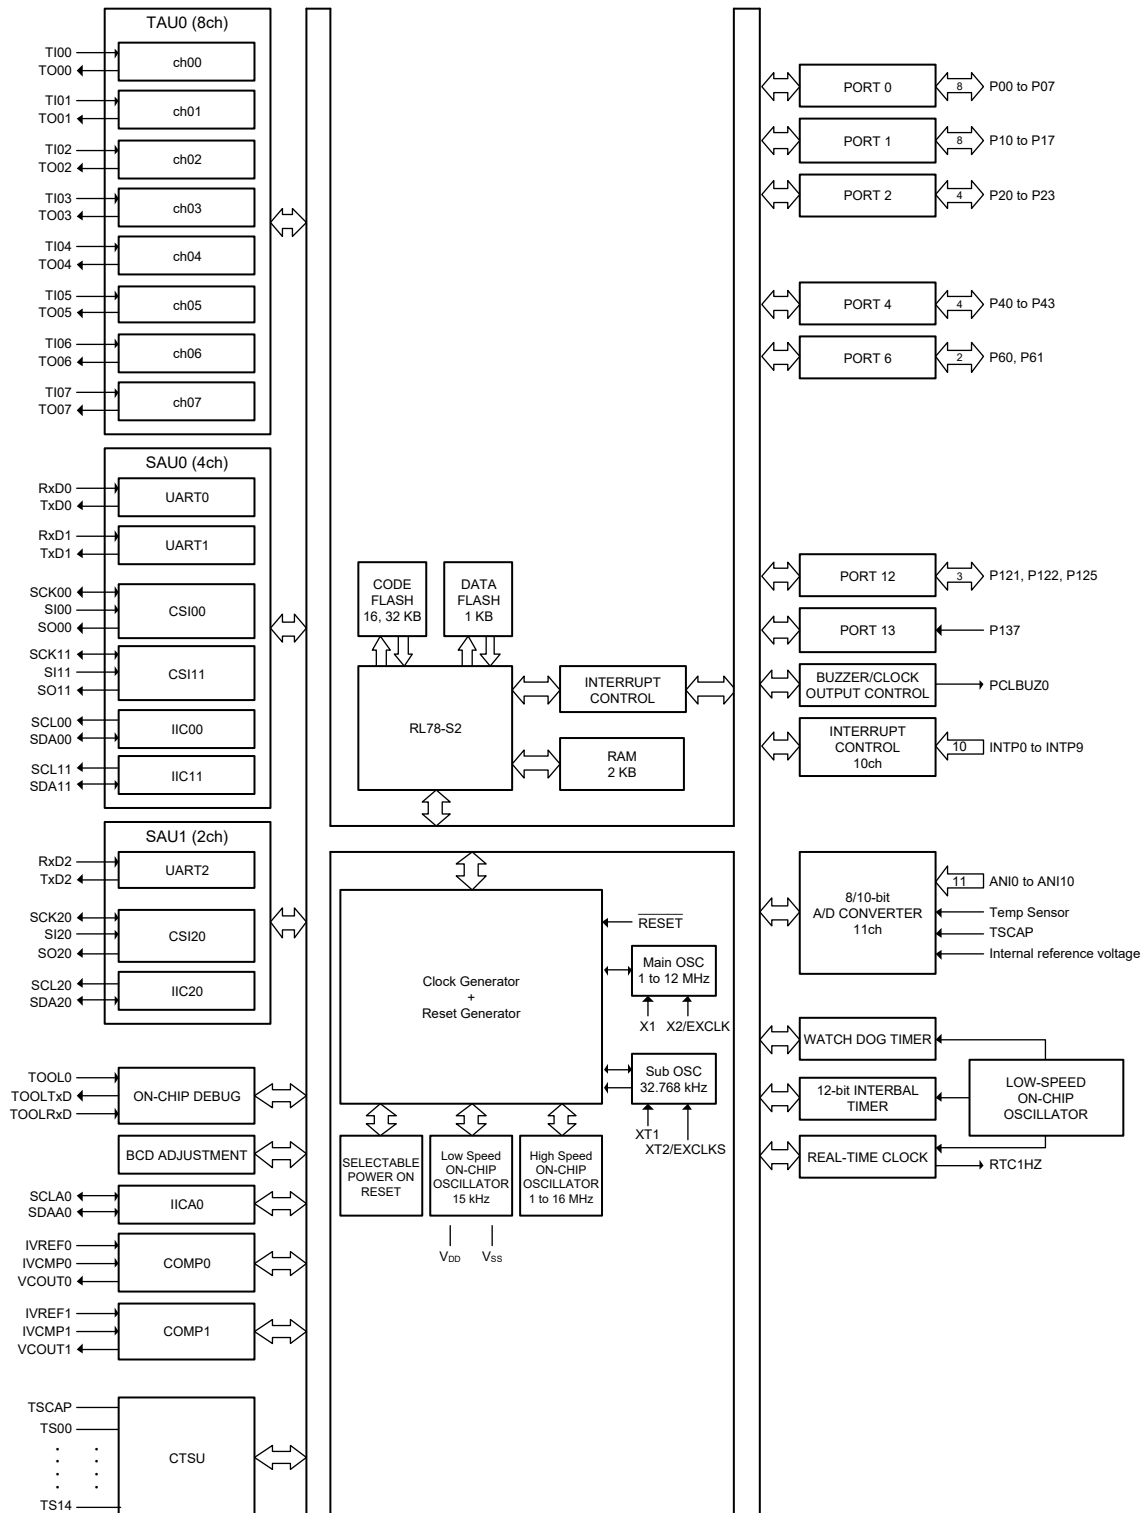 TAU0 (8ch)
TI00
TO00
ch00
TI01
TO01
ch01
TI02
TO02
ch02
TI03
TO03
ch03
TI04
TO04
ch04
TI05
TO05
ch05
TI06
TO06
ch06
TI07
TO07
ch07
SAU0 (4ch)
RxD0
TxD0
UART0
RxD1
TxD1
UART1
SCK00
SI00
SO00
CSI00
SCK11
SI11
SO11
CSI11
SCL00
SDA00
IIC00
SCL11
SDA11
IIC11
SAU1 (2ch)
RxD2
TxD2
UART2
SCK20
SI20
SO20
CSI20
SCL20
SDA20
IIC20
TOOL0
TOOLTxD
TOOLRxD
ON-CHIP DEBUG
BCD ADJUSTMENT
SCLA0
SDAA0
IICA0
IVREF0
IVCMP0
VCOUT0
COMP0
IVREF1
IVCMP1
VCOUT1
COMP1
TSCAP
TS00
TS14
CTSU
CODE
FLASH
16, 32 KB
DATA
FLASH
1 KB
RL78-S2
INTERRUPT
CONTROL
RAM
2 KB
Clock Generator
+
Reset Generator
RESET
Main OSC
1 to 12 MHz
X1
X2/EXCLK
Sub OSC
32.768 kHz
XT1
XT2/EXCLKS
SELECTABLE
POWER ON
RESET
Low Speed
ON-CHIP
OSCILLATOR
15 kHz
High Speed
ON-CHIP
OSCILLATOR
1 to 16 MHz
VDD
VSS
PORT 0
8
P00 to P07
PORT 1
8
P10 to P17
PORT 2
4
P20 to P23
PORT 4
4
P40 to P43
PORT 6
2
P60, P61
PORT 12
3
P121, P122, P125
PORT 13
P137
BUZZER/CLOCK
OUTPUT CONTROL
PCLBUZ0
INTERRUPT
CONTROL
10ch
10
INTP0 to INTP9
8/10-bit
A/D CONVERTER
11ch
11
ANI0 to ANI10
Temp Sensor
TSCAP
Internal reference voltage
WATCH DOG TIMER
12-bit INTERBAL
TIMER
REAL-TIME CLOCK
RTC1HZ
LOW-SPEED
ON-CHIP
OSCILLATOR